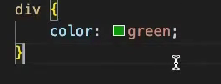 div {
color: green;
}